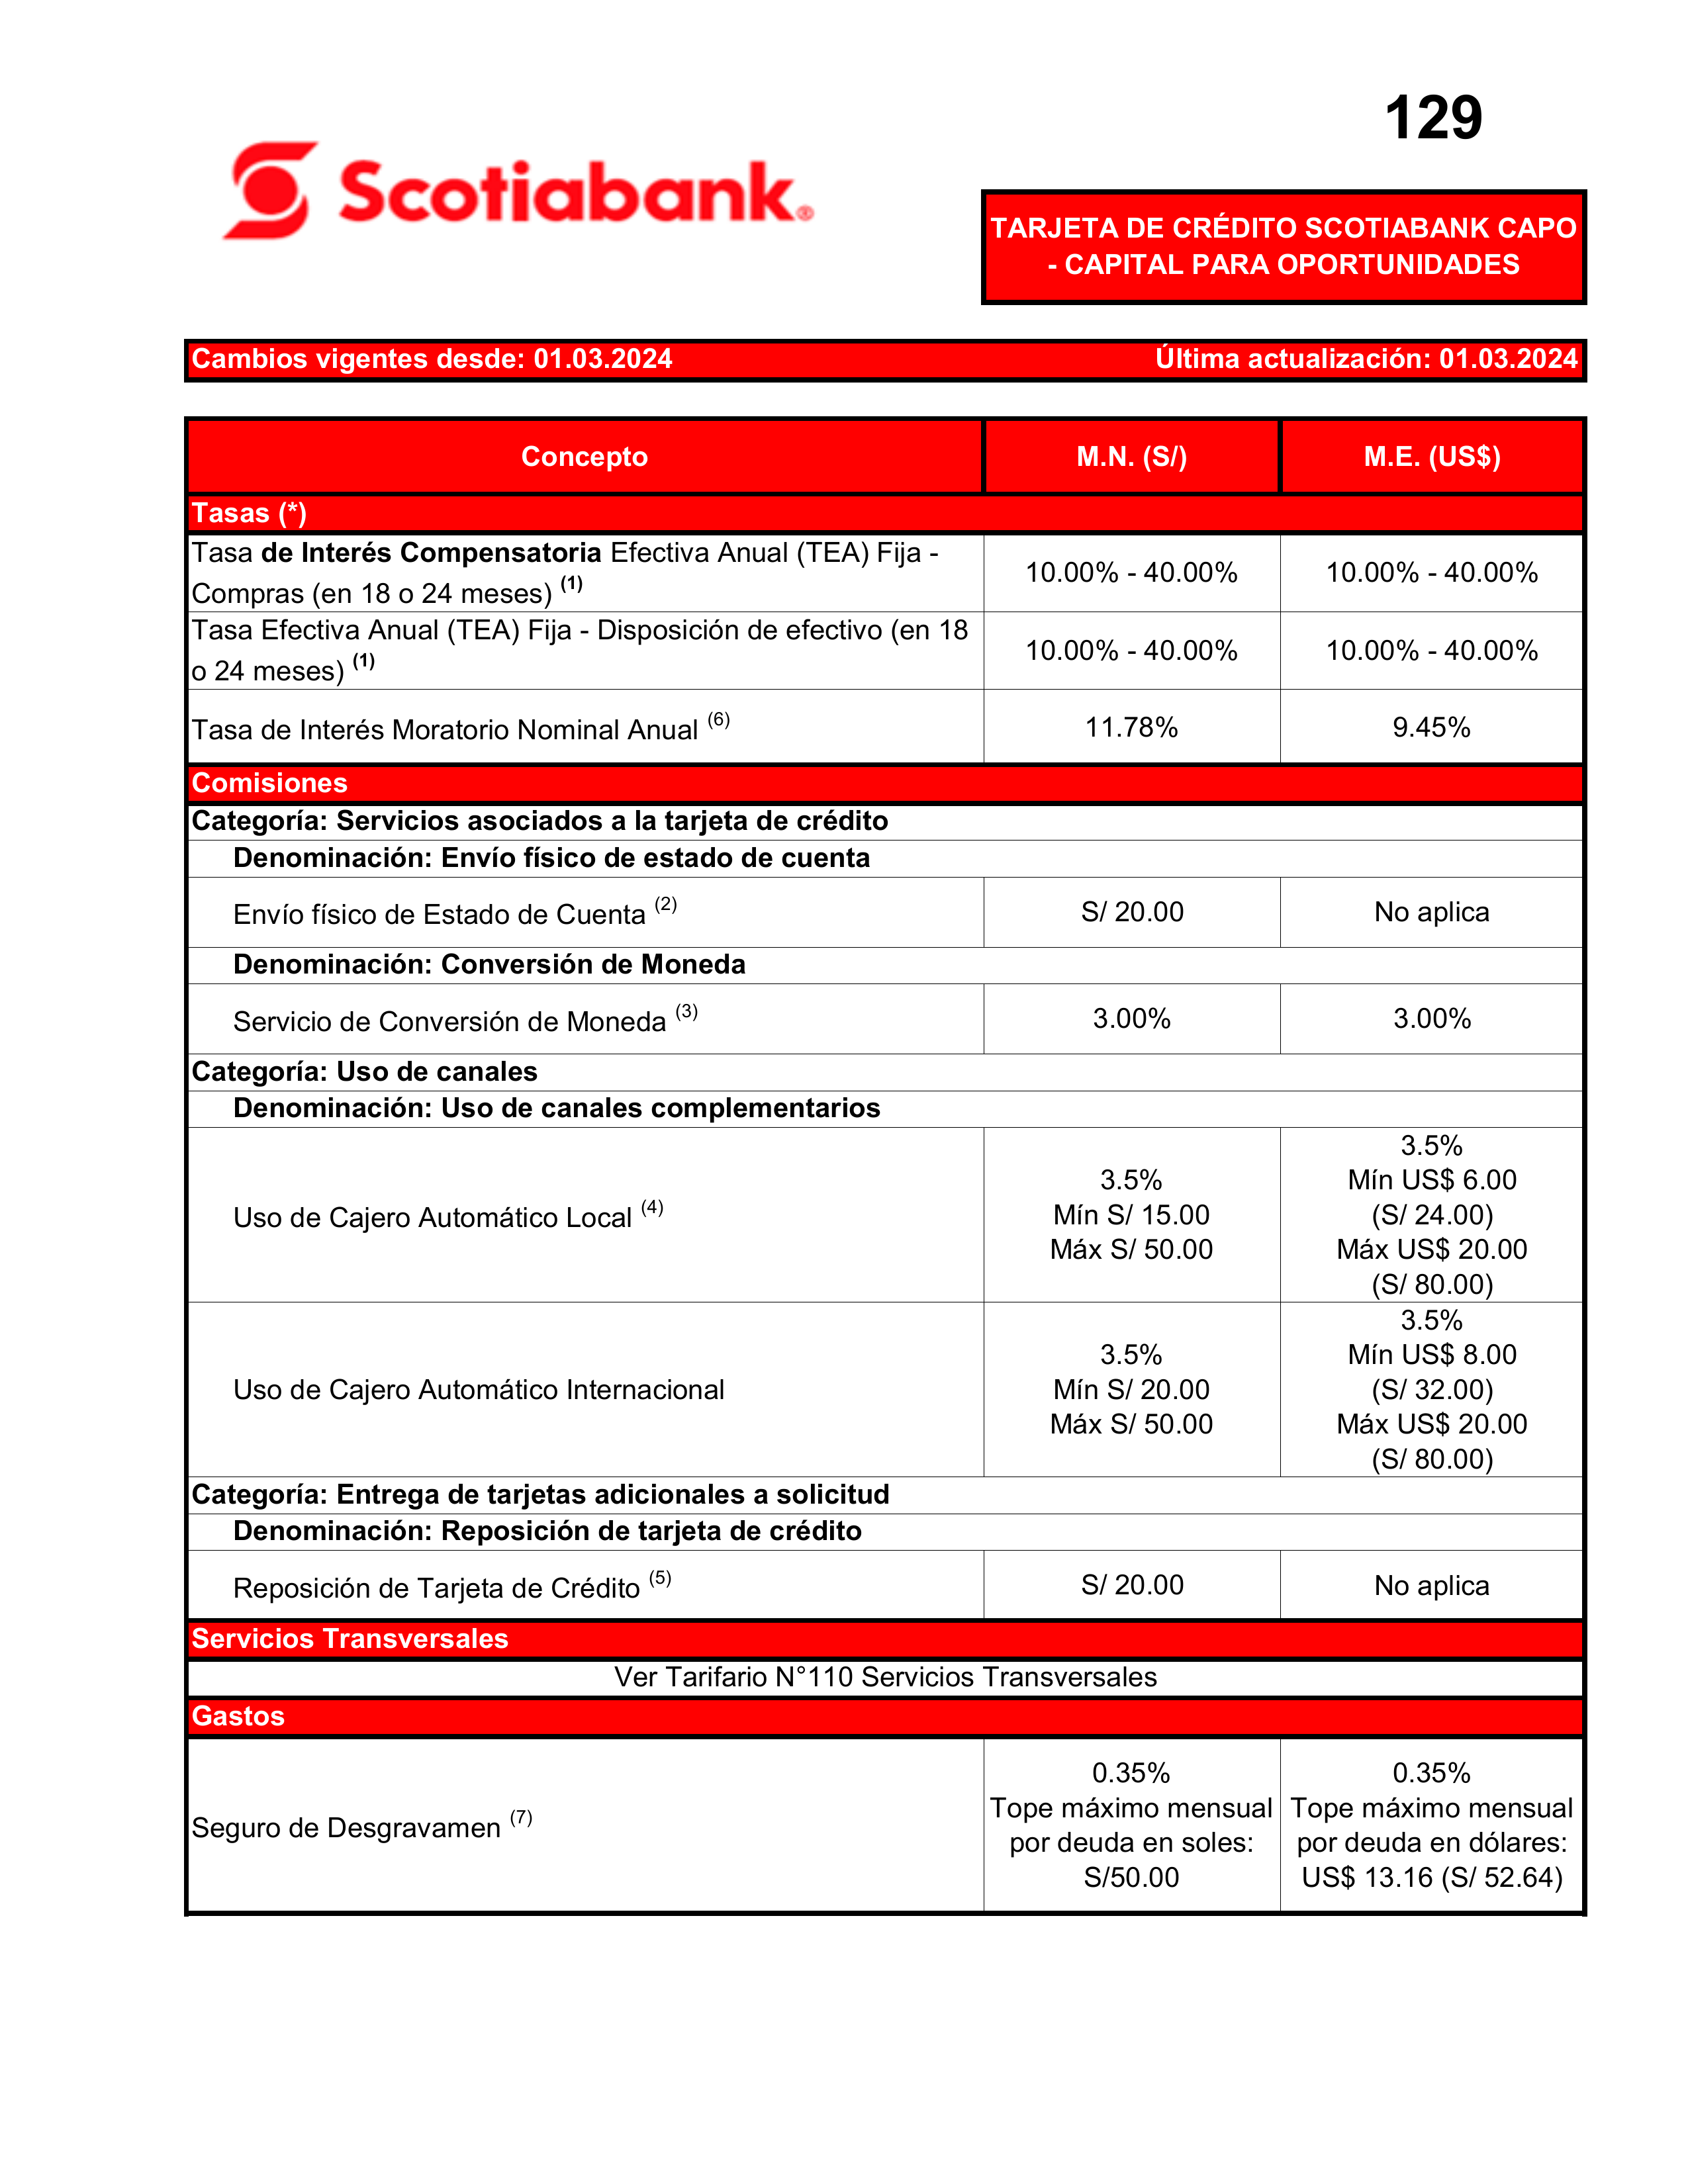 129
Scotiabank®
TARJETA DE CRÉDITO SCOTIABANK CAPO
- CAPITAL PARA OPORTUNIDADES
Cambios vigentes desde: 01.03.2024 Última actualización: 01.03.2024
Concepto M.N. (S/) M.E. (US$)
Tasas (*)
Tasa de Interés Compensatoria Efectiva Anual (TEA) Fija -
Compras (en 18 o 24 meses) (1)
10.00% - 40.00% 10.00% - 40.00%
Tasa Efectiva Anual (TEA) Fija - Disposición de efectivo (en 18
o 24 meses) (1)
10.00% - 40.00% 10.00% - 40.00%
Tasa de Interés Moratorio Nominal Anual (6) 11.78% 9.45%
Comisiones
Categoría: Servicios asociados a la tarjeta de crédito
Denominación: Envío físico de estado de cuenta
Envío físico de Estado de Cuenta (2) S/ 20.00 No aplica
Denominación: Conversión de Moneda
Servicio de Conversión de Moneda (3) 3.00% 3.00%
Categoría: Uso de canales
Denominación: Uso de canales complementarios
Uso de Cajero Automático Local (4)
3.5%
Mín S/ 15.00
Máx S/ 50.00
3.5%
Mín US$ 6.00
(S/ 24.00)
Máx US$ 20.00
(S/ 80.00)
Uso de Cajero Automático Internacional
3.5%
Mín S/ 20.00
Máx S/ 50.00
3.5%
Mín US$ 8.00
(S/ 32.00)
Máx US$ 20.00
(S/ 80.00)
Categoría: Entrega de tarjetas adicionales a solicitud
Denominación: Reposición de tarjeta de crédito
Reposición de Tarjeta de Crédito (5) S/ 20.00 No aplica
Servicios Transversales
Ver Tarifario N°110 Servicios Transversales
Gastos
Seguro de Desgravamen (7)
0.35%
Tope máximo mensual
por deuda en soles:
S/50.00
0.35%
Tope máximo mensual
por deuda en dólares:
US$ 13.16 (S/ 52.64)